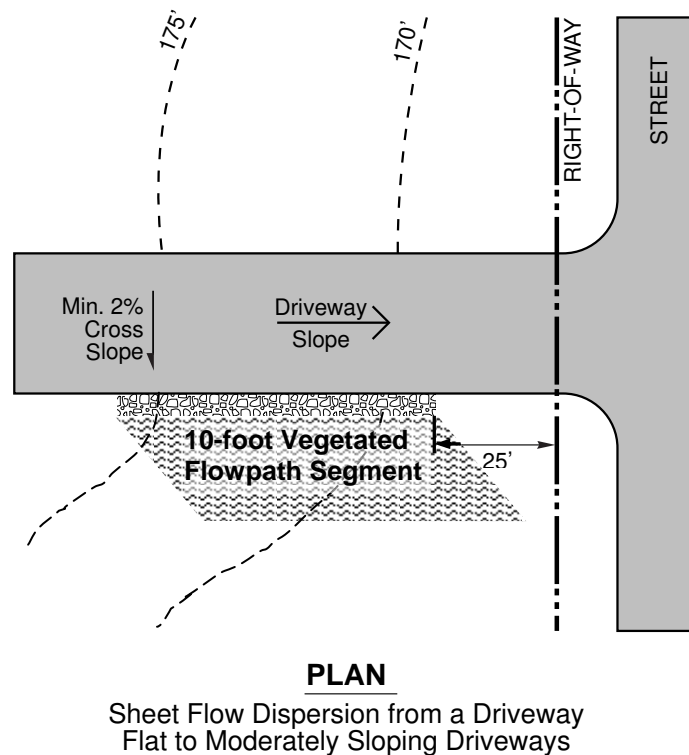 175'
170'
RIGHT-OF-WAY
STREET
Min. 2%
Cross
Slope
Driveway
Slope
10-foot Vegetated
Flowpath Segment
25'
PLAN
Sheet Flow Dispersion from a Driveway
Flat to Moderately Sloping Driveways